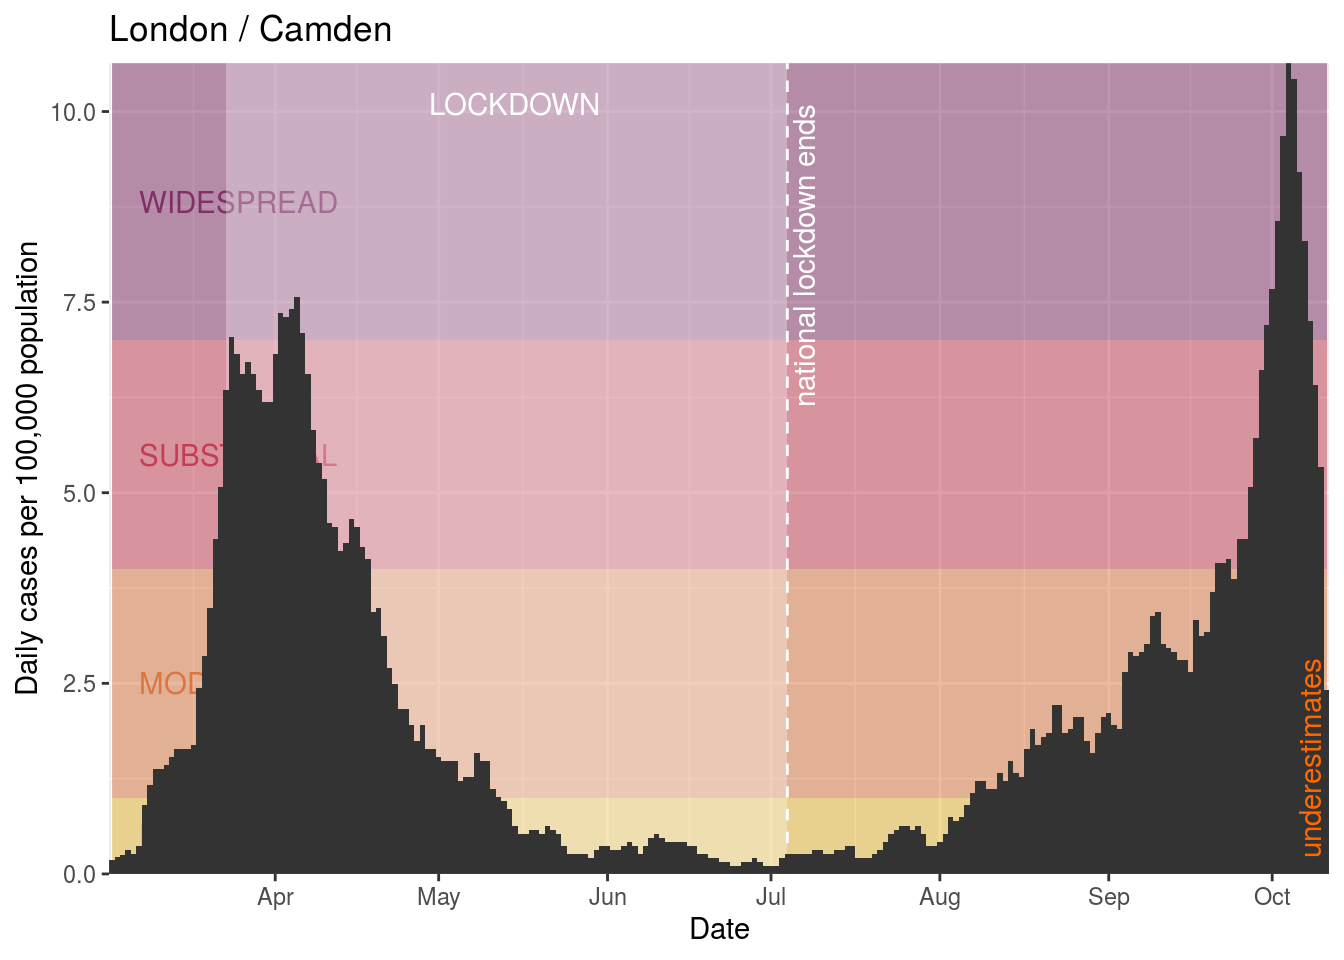 London / Camden
Daily cases per 100,000 population
10.0
7.5
5.0
2.5
0.0
LOCKDOWN
WIDESPREAD
national lockdown ends
underestimates
Apr
May
Jun
Jul
Aug
Sep
Oct
Date